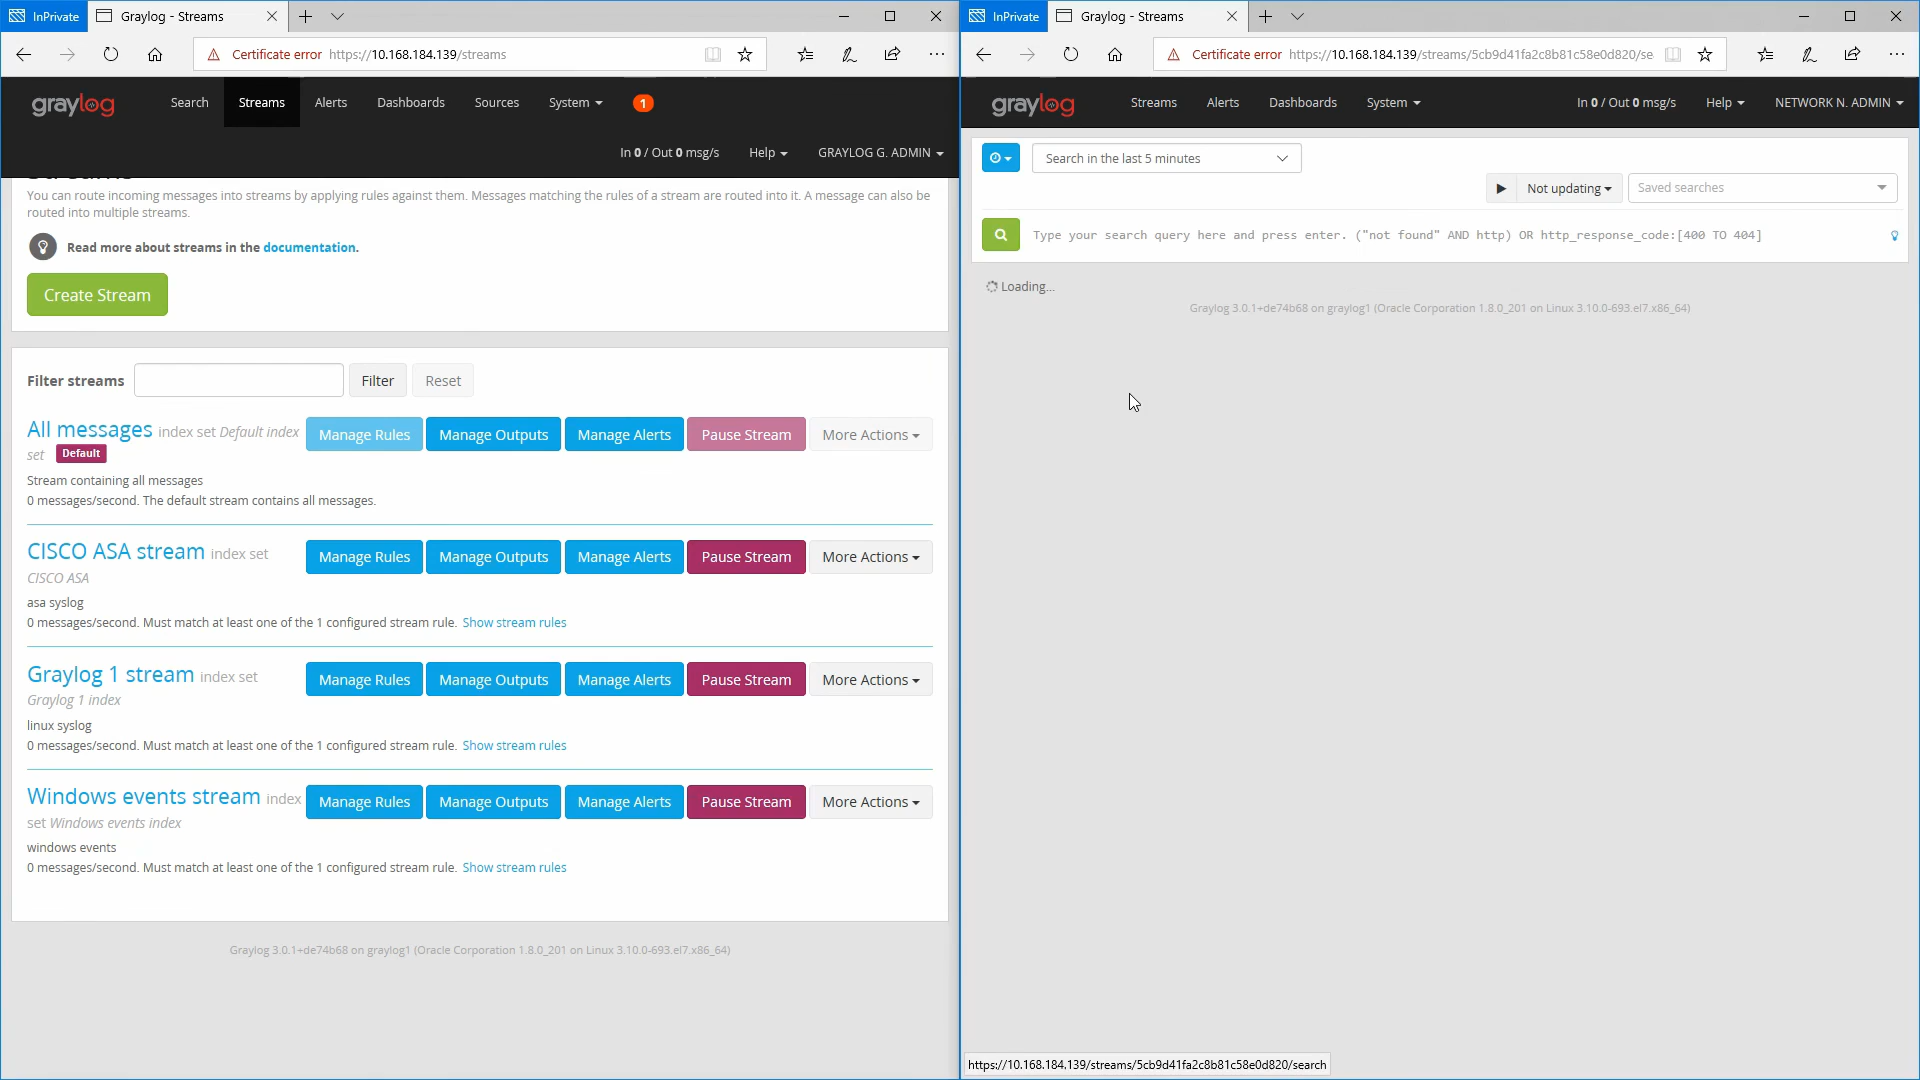 InPrivate
Graylog - Streams
Certificate error https://10.168.184.139/streams
graylog
Search
Streams
Alerts
Dashboards
Sources
System
1
In 0 / Out 0 msg/s
Help
GRAYLOG G. ADMIN
You can route incoming messages into streams by applying rules against them. Messages matching the rules of a stream are routed into it. A message can also be
routed into multiple streams.
Read more about streams in the documentation.
Create Stream
Filter streams
Filter
Reset
All messages index set Default index
set Default
Manage Rules
Manage Outputs
Manage Alerts
Pause Stream
More Actions
Stream containing all messages
0 messages/second. The default stream contains all messages.
CISCO ASA stream index set
CISCO ASA
Manage Rules
Manage Outputs
Manage Alerts
Pause Stream
More Actions
asa syslog
0 messages/second. Must match at least one of the 1 configured stream rule. Show stream rules
Graylog 1 stream index set
Graylog 1 index
Manage Rules
Manage Outputs
Manage Alerts
Pause Stream
More Actions
linux syslog
0 messages/second. Must match at least one of the 1 configured stream rule. Show stream rules
Windows events stream index
set Windows events index
Manage Rules
Manage Outputs
Manage Alerts
Pause Stream
More Actions
windows events
0 messages/second. Must match at least one of the 1 configured stream rule. Show stream rules
Graylog 3.0.1+de74b68 on graylog1 (Oracle Corporation 1.8.0_201 on Linux 3.10.0-693.el7.x86_64)
InPrivate
Graylog - Streams
Certificate error https://10.168.184.139/streams/5cb9d41fa2c8b81c58e0d820/se
graylog
Streams
Alerts
Dashboards
System
In 0 / Out 0 msg/s
Help
NETWORK N. ADMIN
Search in the last 5 minutes
Not updating
Saved searches
Type your search query here and press enter. ("not found" AND http) OR http_response_code:[400 TO 404]
Loading...
Graylog 3.0.1+de74b68 on graylog1 (Oracle Corporation 1.8.0_201 on Linux 3.10.0-693.el7.x86_64)
https://10.168.184.139/streams/5cb9d41fa2c8b81c58e0d820/search